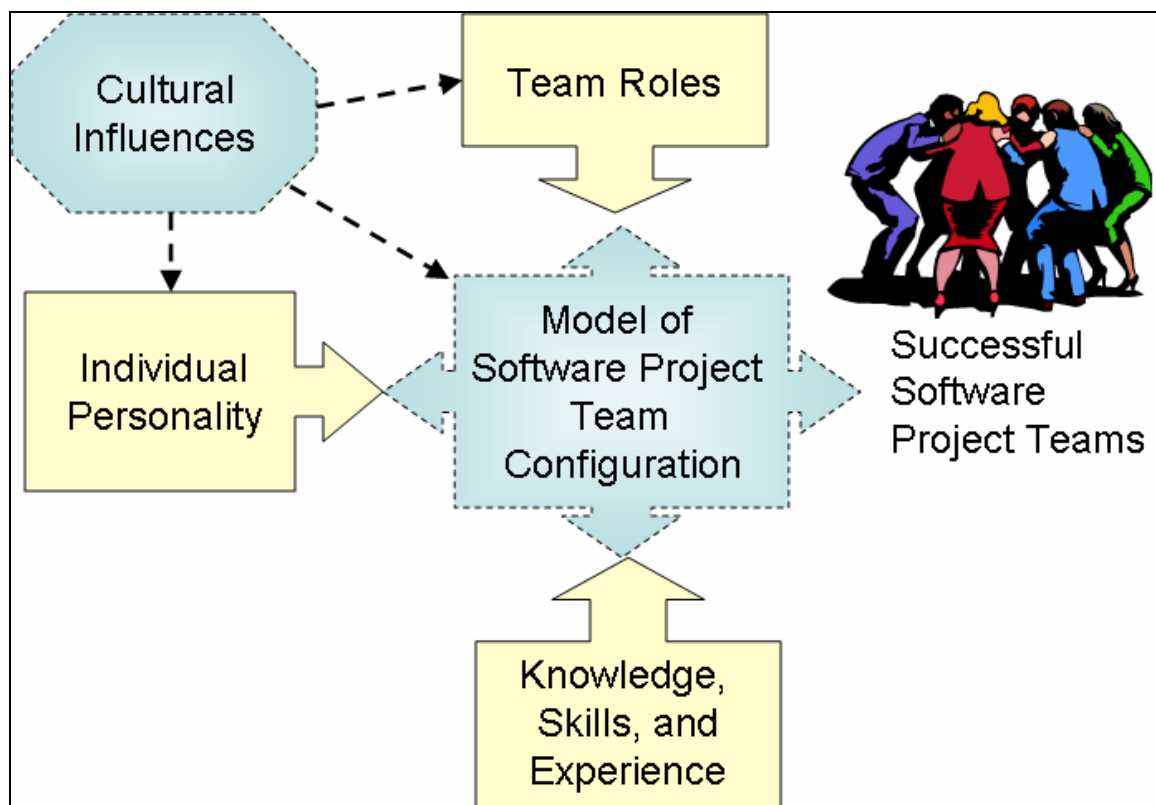 Cultural
Influences
Team Roles
Individual
Personality
Model of
Software Project
Team
Configuration
Successful
Software
Project Teams
Knowledge,
Skills, and
Experience